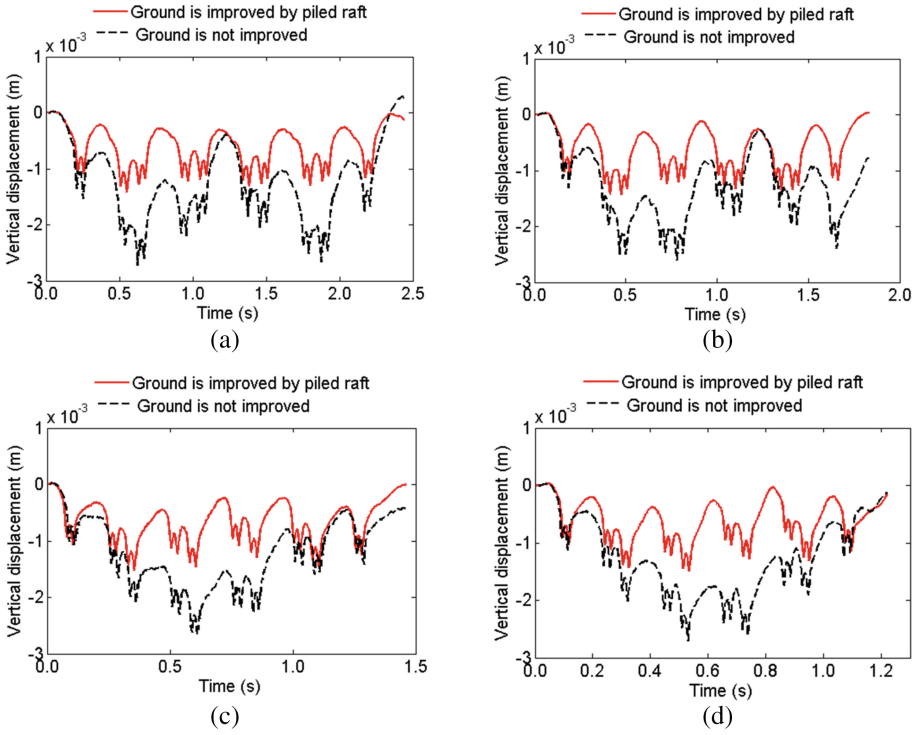 Ground is improved by piled raft
Ground is not improved
x 10⁻³
Vertical displacement (m)
1
0
-1
-2
-3
0.0 0.5 1.0 1.5 2.0 2.5
Time (s)
(a)
Ground is improved by piled raft
Ground is not improved
x 10⁻³
Vertical displacement (m)
1
0
-1
-2
-3
0.0 0.5 1.0 1.5 2.0
Time (s)
(b)
Ground is improved by piled raft
Ground is not improved
x 10⁻³
Vertical displacement (m)
1
0
-1
-2
-3
0.0 0.5 1.0 1.5
Time (s)
(c)
Ground is improved by piled raft
Ground is not improved
x 10⁻³
Vertical displacement (m)
1
0
-1
-2
-3
0.0 0.2 0.4 0.6 0.8 1.0 1.2
Time (s)
(d)